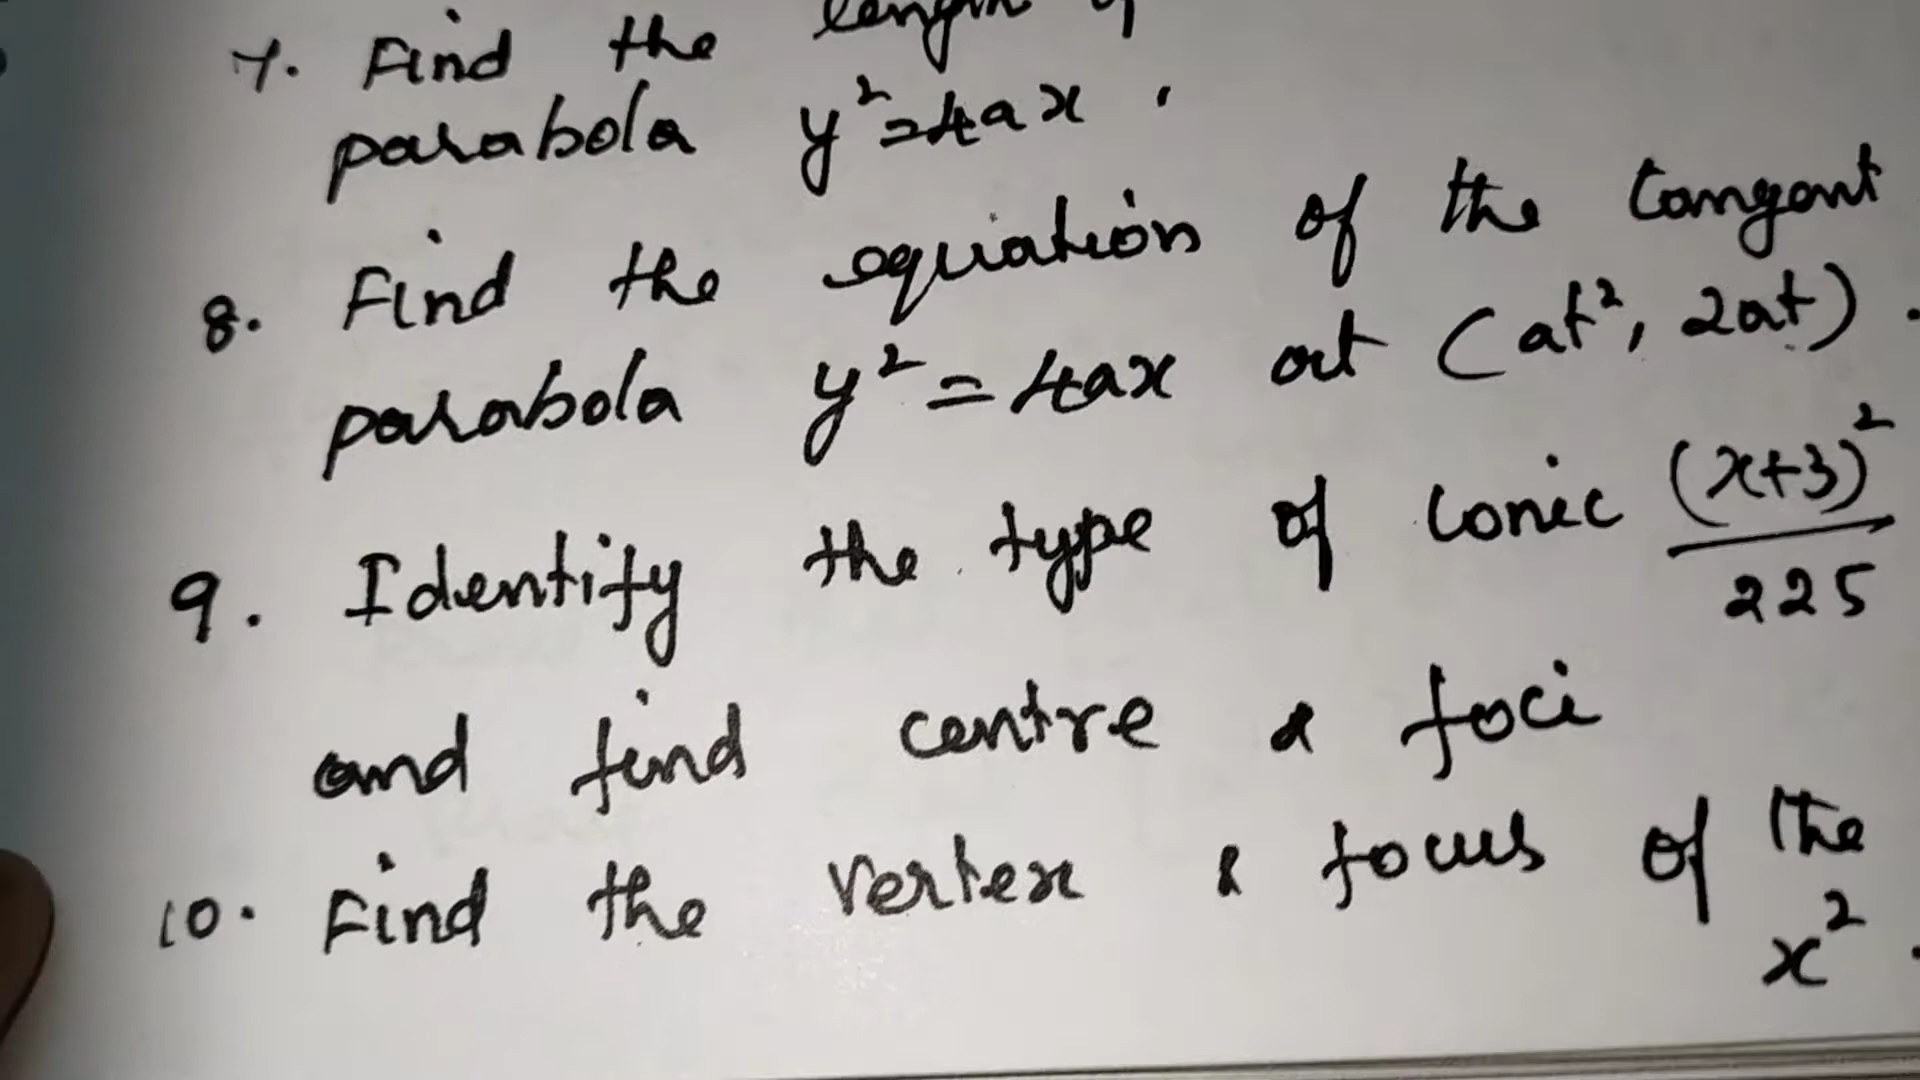 7. Find the length of
parabola y²=4ax.
8. Find the equation of the tangent
parabola y² = 4ax at (at², 2at).
9. Identify the type of conic (x+3)²/225
and find centre & foci
10. Find the vertex & focus of the
x²